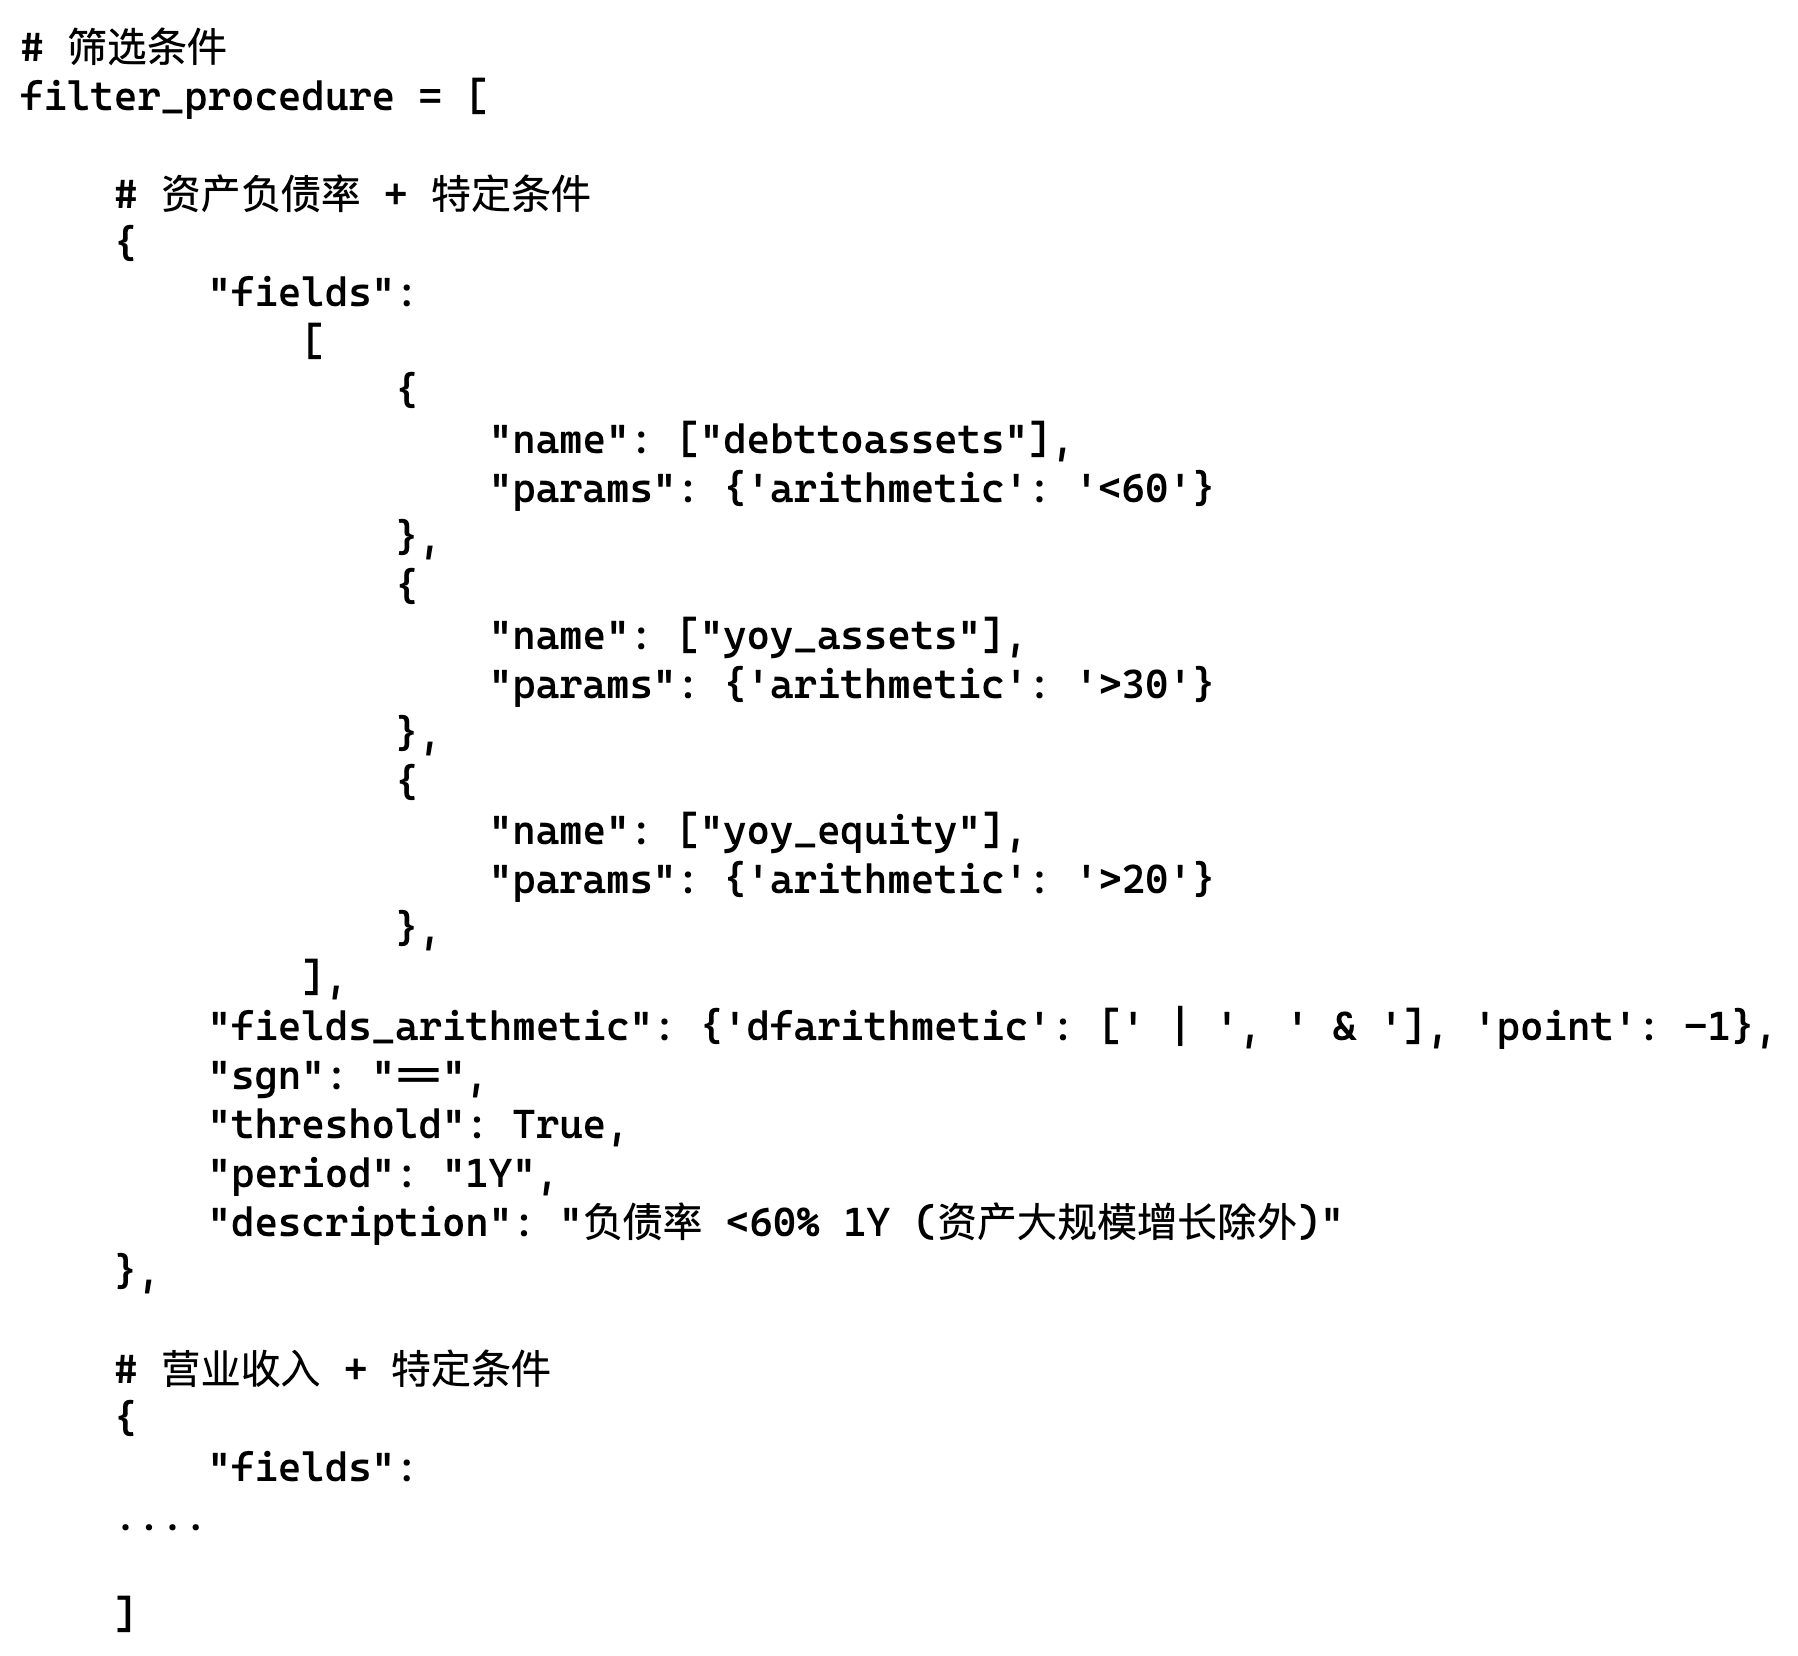 # 筛选条件
filter_procedure = [
# 资产负债率 + 特定条件
{
"fields":
[
{
"name": ["debttoassets"],
"params": {'arithmetic': '<60'}
},
{
"name": ["yoy_assets"],
"params": {'arithmetic': '>30'}
},
{
"name": ["yoy_equity"],
"params": {'arithmetic': '>20'}
},
],
"fields_arithmetic": {'dfarithmetic': [' | ', ' & '], 'point': -1},
"sgn": "==",
"threshold": True,
"period": "1Y",
"description": "负债率 <60% 1Y (资产大规模增长除外)"
},
# 营业收入 + 特定条件
{
"fields":
....
]